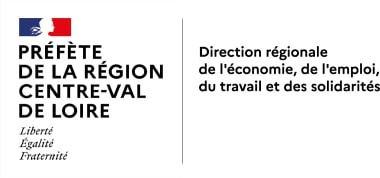 PRÉFÈTE
DE LA RÉGION
CENTRE-VAL
DE LOIRE
Liberté
Égalité
Fraternité
Direction régionale
de l'économie, de l'emploi,
du travail et des solidarités